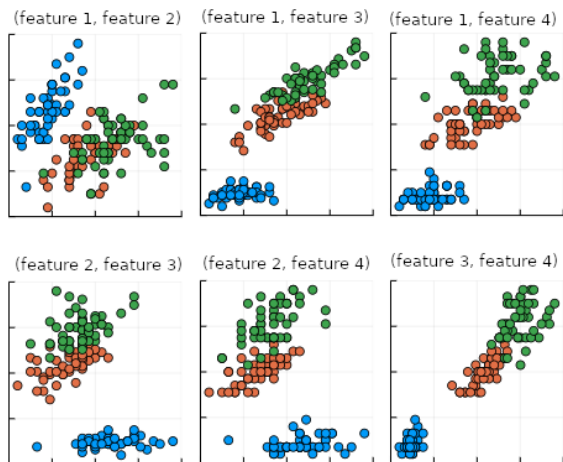 (feature 1, feature 2)
(feature 1, feature 3)
(feature 1, feature 4)
(feature 2, feature 3)
(feature 2, feature 4)
(feature 3, feature 4)